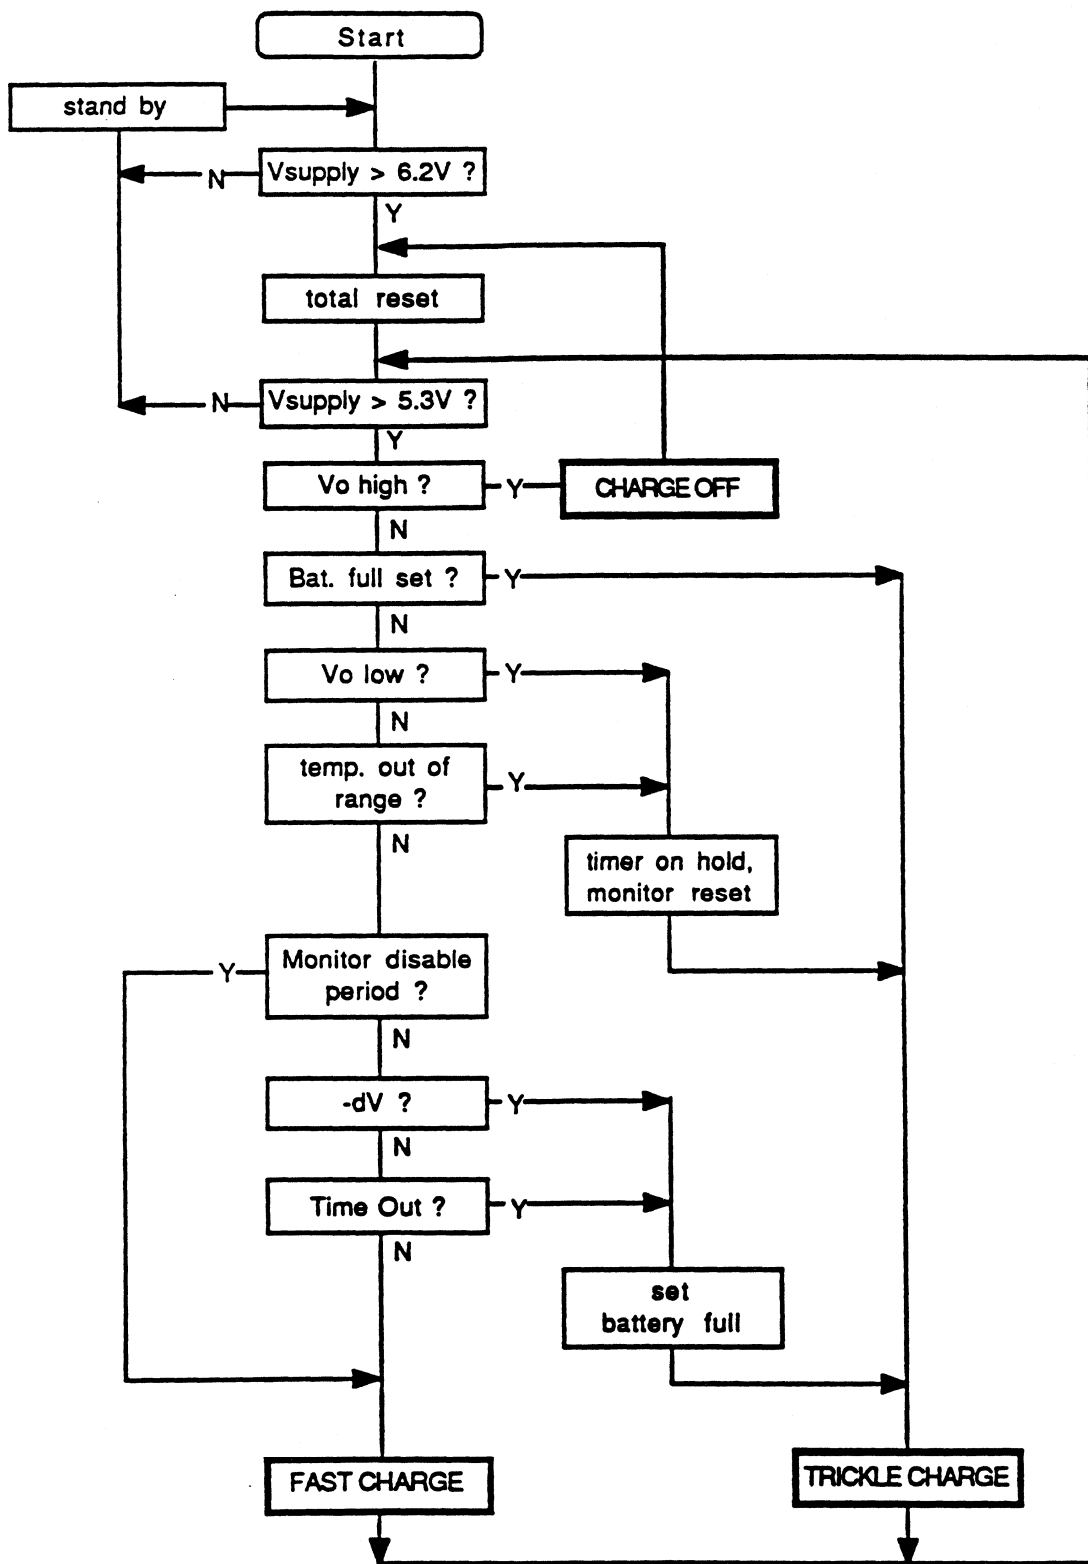 Start
stand by
N
Vsupply > 6.2V ?
Y
total reset
N
Vsupply > 5.3V ?
Y
Vo high ?
Y
CHARGE OFF
N
Bat. full set ?
Y
N
Vo low ?
Y
N
temp. out of
range ?
Y
N
timer on hold,
monitor reset
Y
Monitor disable
period ?
N
-dV ?
Y
N
Time Out ?
Y
N
set
battery full
FAST CHARGE
TRICKLE CHARGE